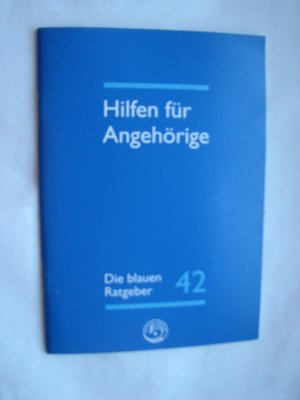 Hilfen für
Angehörige
Die blauen
Ratgeber
42